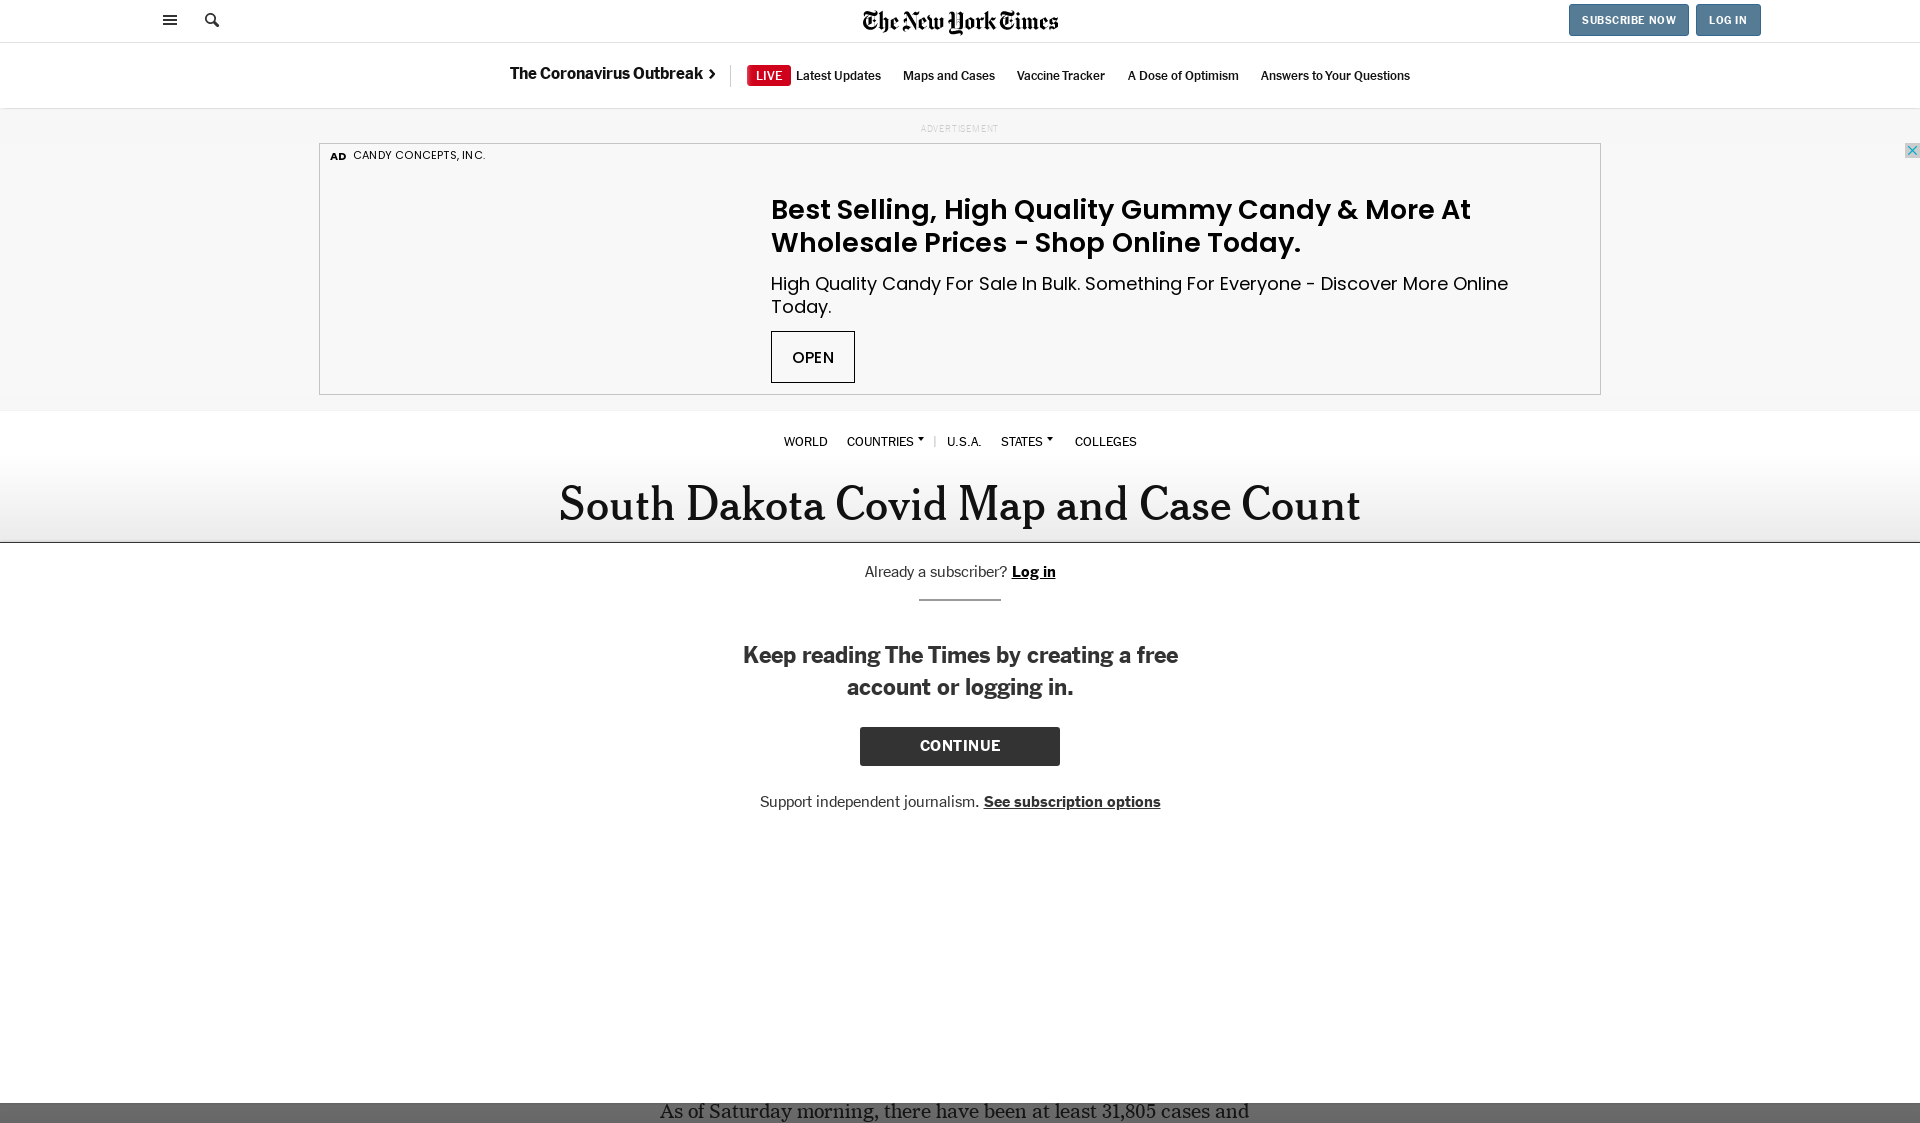 The New York Times
SUBSCRIBE NOW
LOG IN
The Coronavirus Outbreak ›
LIVE Latest Updates
Maps and Cases
Vaccine Tracker
A Dose of Optimism
Answers to Your Questions
ADVERTISEMENT
AD CANDY CONCEPTS, INC.
Best Selling, High Quality Gummy Candy & More At
Wholesale Prices - Shop Online Today.
High Quality Candy For Sale In Bulk. Something For Everyone - Discover More Online
Today.
OPEN
WORLD COUNTRIES | U.S.A. STATES COLLEGES
South Dakota Covid Map and Case Count
Already a subscriber? Log in
Keep reading The Times by creating a free
account or logging in.
CONTINUE
Support independent journalism. See subscription options
As of Saturday morning, there have been at least 31,805 cases and